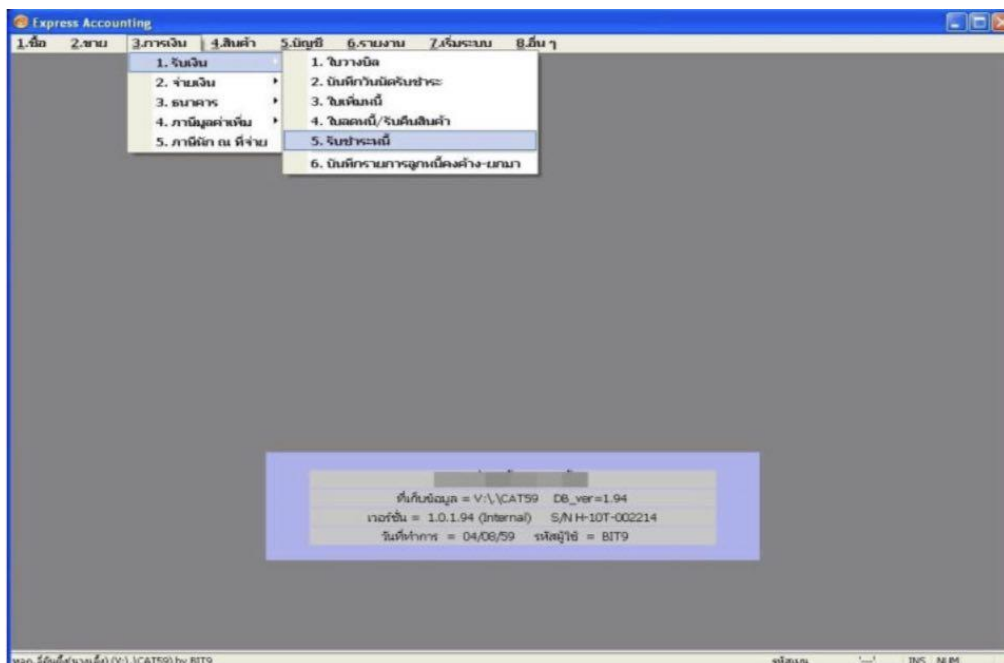 Express Accounting
1.ซื้อ 2.ขาย 3.การเงิน 4.สินค้า 5.บัญชี 6.รายงาน 7.เริ่มระบบ 8.อื่น ๆ
1. รับเงิน
2. จ่ายเงิน
3. ธนาคาร
4. ภาษีมูลค่าเพิ่ม
5. ภาษีหัก ณ ที่จ่าย
1. ใบวางบิล
2. บันทึกวันนัดรับชำระ
3. ใบเพิ่มหนี้
4. ใบลดหนี้/รับคืนสินค้า
5. รับชำระหนี้
6. บันทึกรายการลูกหนี้คงค้าง-ยกมา
ที่เก็บข้อมูล = V:\.\CAT59 DB_ver=1.94
เวอร์ชั่น = 1.0.1.94 (Internal) S/N H-10T-002214
วันที่ทำการ = 04/08/59 รหัสผู้ใช้ = BIT9
(V:\.\CAT59) by BIT9 '__' INS NUM